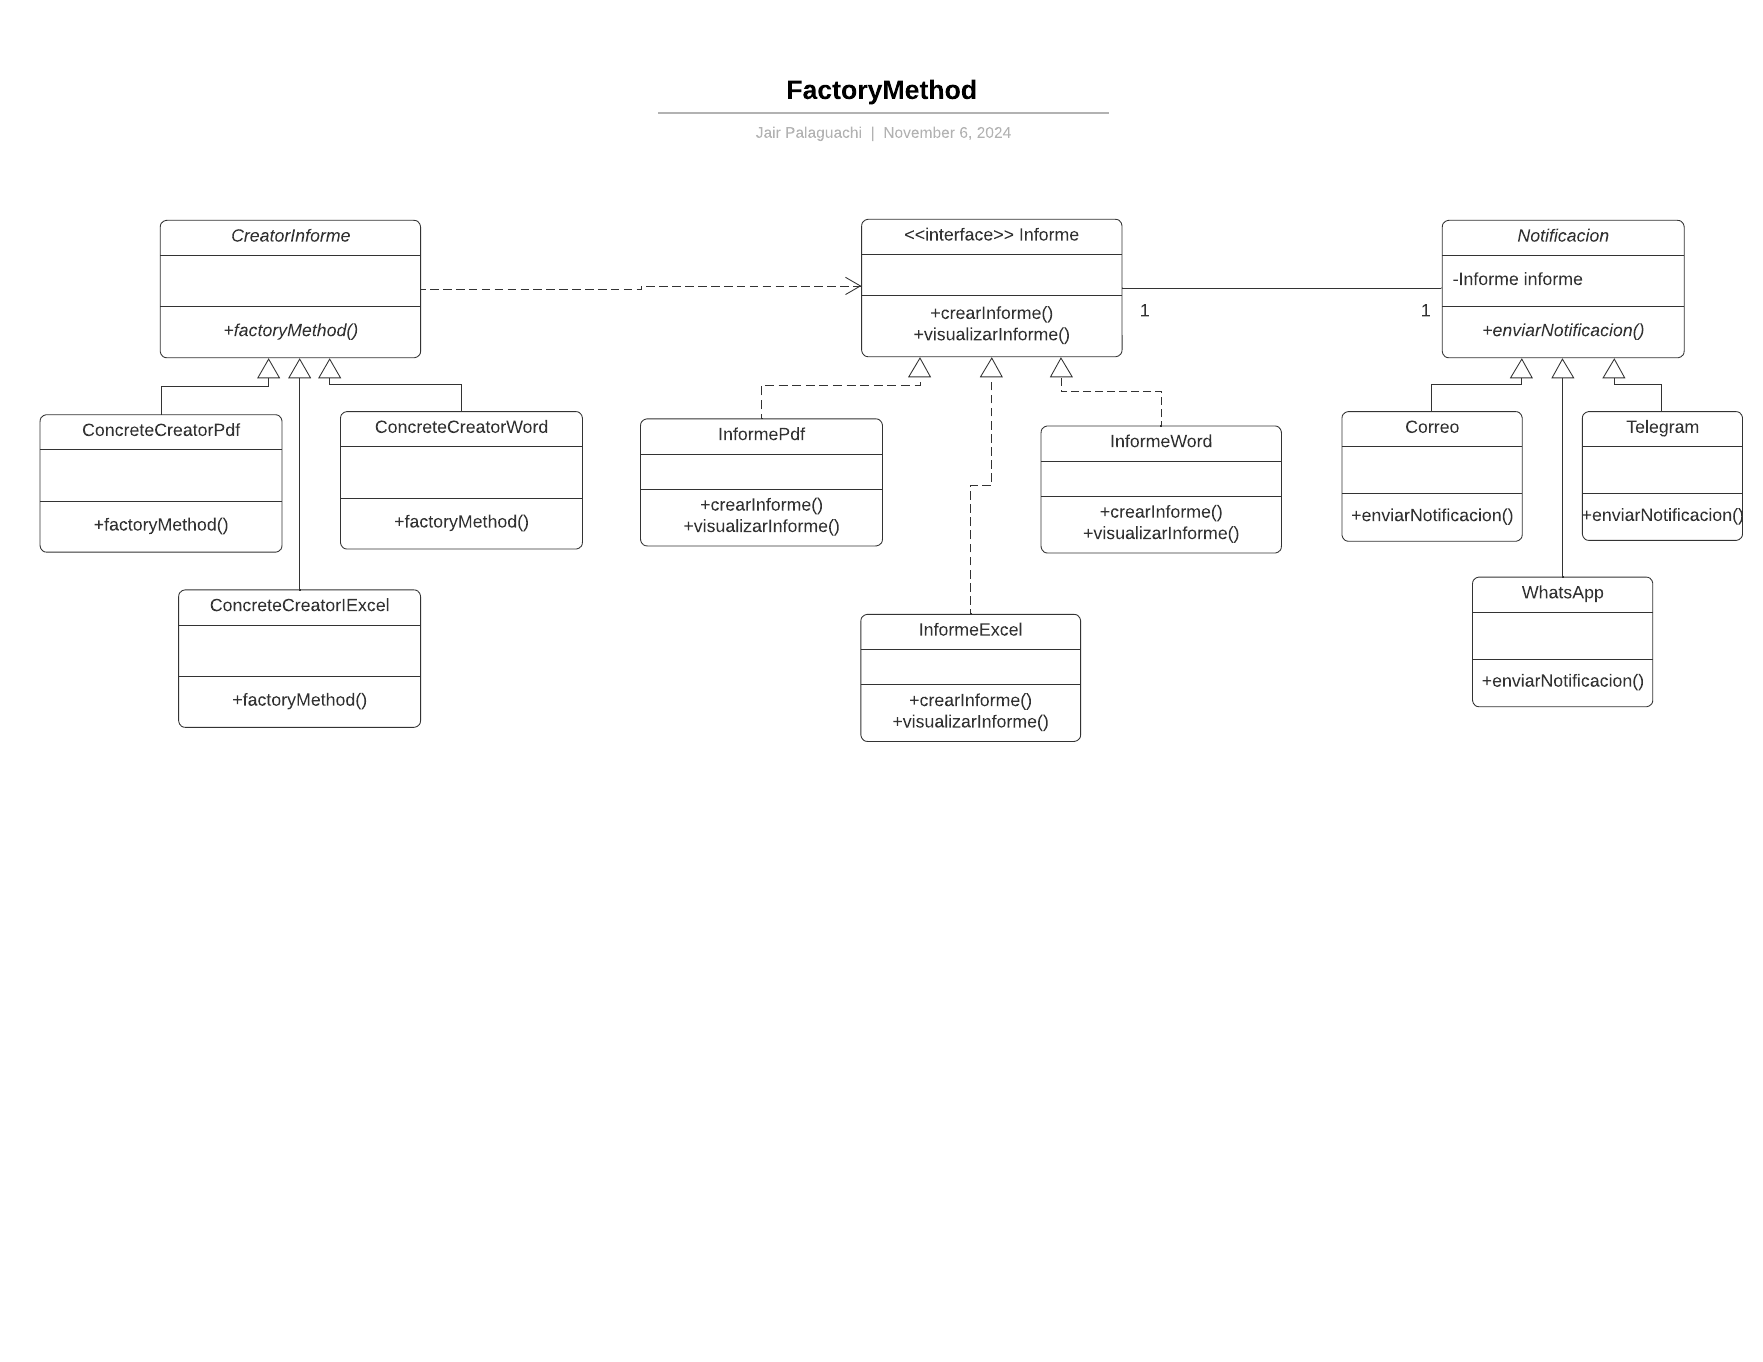 FactoryMethod
Jair Palaguachi | November 6, 2024
CreatorInforme
+factoryMethod()
<<interface>> Informe
+crearInforme()
+visualizarInforme()
1
1
Notificacion
-Informe informe
+enviarNotificacion()
ConcreteCreatorPdf
+factoryMethod()
ConcreteCreatorWord
+factoryMethod()
ConcreteCreatorIExcel
+factoryMethod()
InformePdf
+crearInforme()
+visualizarInforme()
InformeWord
+crearInforme()
+visualizarInforme()
InformeExcel
+crearInforme()
+visualizarInforme()
Correo
+enviarNotificacion()
Telegram
+enviarNotificacion()
WhatsApp
+enviarNotificacion()